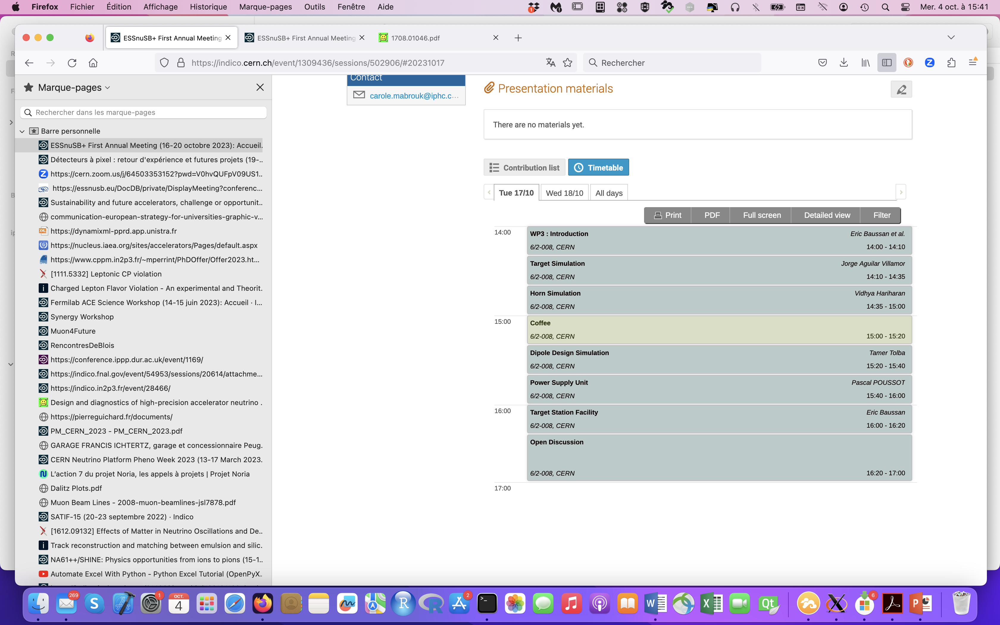 Firefox Fichier Édition Affichage Historique Marque-pages Outils Fenêtre Aide
Mer. 4 oct. à 15:41
ESSnuSB+ First Annual Meeting
ESSnuSB+ First Annual Meeting
1708.01046.pdf
https://indico.cern.ch/event/1309436/sessions/502906/#20231017
Rechercher
Marque-pages
Rechercher dans les marque-pages
Barre personnelle
ESSnuSB+ First Annual Meeting (16-20 octobre 2023): Accueil.
Détecteurs à pixel : retour d'expérience et futures projets (19-..
https://cern.zoom.us/j/64503353152?pwd=V0hvQUFpV09US1..
https://essnusb.eu/DocDB/private/DisplayMeeting?conferenc...
Sustainability and future accelerators, challenge or opportunit..
communication-european-strategy-for-universities-graphic-v...
https://dynamixml-pprd.app.unistra.fr
https://nucleus.iaea.org/sites/accelerators/Pages/default.aspx
https://www.cppm.in2p3.fr/~mperrint/PhDOffer/Offer2023.ht...
[1111.5332] Leptonic CP violation
Charged Lepton Flavor Violation - An experimental and Theorit.
Fermilab ACE Science Workshop (14-15 juin 2023): Accueil · I...
Synergy Workshop
Muon4Future
RencontresDeBlois
https://conference.ippp.dur.ac.uk/event/1169/
https://indico.fnal.gov/event/54953/sessions/20614/attachme...
https://indico.in2p3.fr/event/28466/
Design and diagnostics of high-precision accelerator neutrino .
https://pierreguichard.fr/documents/
PM_CERN_2023 - PM_CERN_2023.pdf
GARAGE FRANCIS ICHTERTZ, garage et concessionnaire Peug.
CERN Neutrino Platform Pheno Week 2023 (13-17 March 2023.
L'action 7 du projet Noria, les appels à projets | Projet Noria
Dalitz Plots.pdf
Muon Beam Lines - 2008-muon-beamlines-jsl7878.pdf
SATIF-15 (20-23 septembre 2022) · Indico
[1612.09132] Effects of Matter in Neutrino Oscillations and De..
Track reconstruction and matching between emulsion and silic.
NA61++/SHINE: Physics opportunities from ions to pions (15-1..
Automate Excel With Python - Python Excel Tutorial (OpenPyX.
Contact
carole.mabrouk@iphc.c...
Presentation materials
There are no materials yet.
Contribution list Timetable
Tue 17/10 Wed 18/10 All days
Print PDF Full screen Detailed view Filter
14:00
WP3 : Introduction Eric Baussan et al.
6/2-008, CERN 14:00 - 14:10
Target Simulation Jorge Aguilar Villamor
6/2-008, CERN 14:10 - 14:35
Horn Simulation Vidhya Hariharan
6/2-008, CERN 14:35 - 15:00
15:00
Coffee
6/2-008, CERN 15:00 - 15:20
Dipole Design Simulation Tamer Tolba
6/2-008, CERN 15:20 - 15:40
Power Supply Unit Pascal POUSSOT
6/2-008, CERN 15:40 - 16:00
16:00
Target Station Facility Eric Baussan
6/2-008, CERN 16:00 - 16:20
Open Discussion
6/2-008, CERN 16:20 - 17:00
17:00
269
1
OCT.
4
2
6